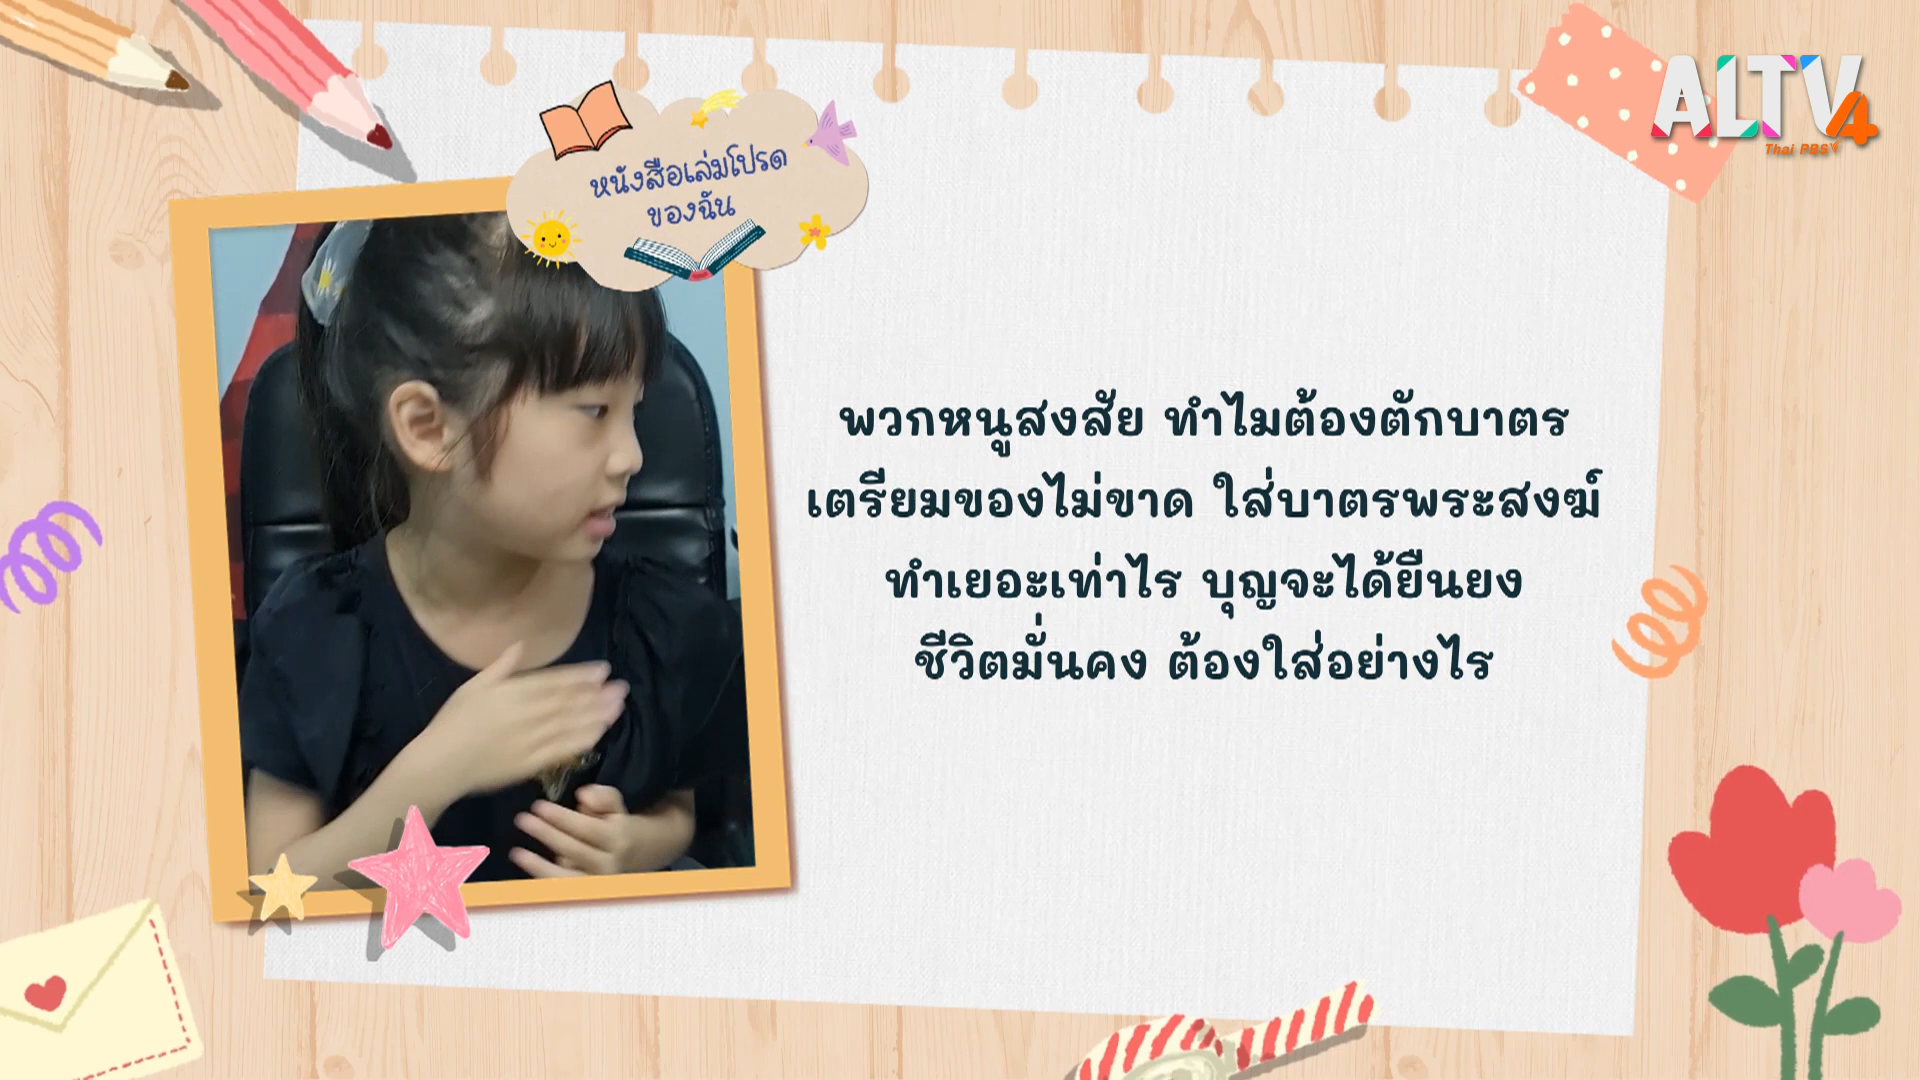 ALTV4
Thai PBS
หนังสือเล่มโปรด
ของฉัน
พวกหนูสงสัย ทำไมต้องตักบาตร
เตรียมของไม่ขาด ใส่บาตรพระสงฆ์
ทำเยอะเท่าไร บุญจะได้ยืนยง
ชีวิตมั่นคง ต้องใส่อย่างไร